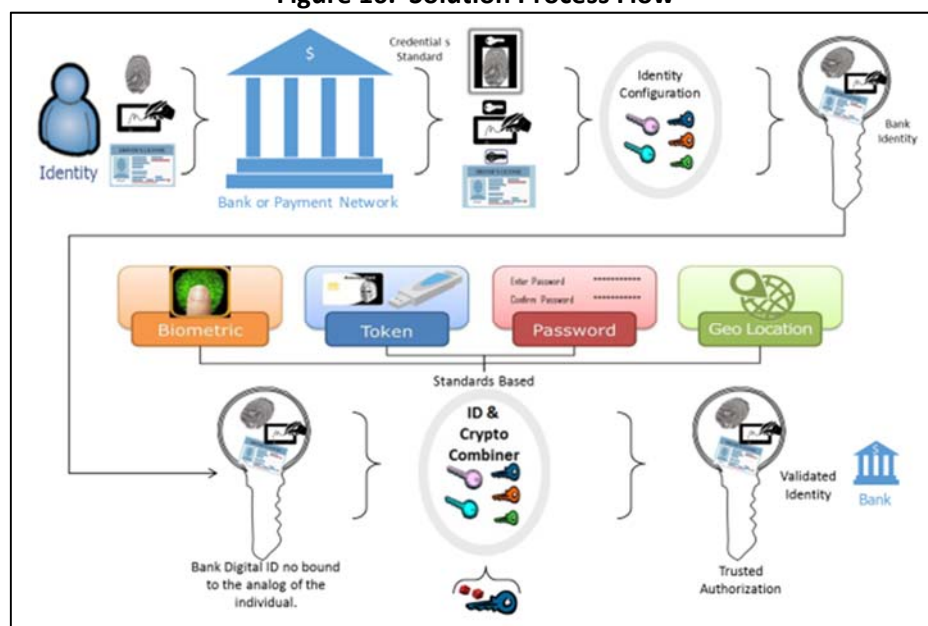 Figure 10: Solution Process Flow
$
Credential s
Standard
Identity
Configuration
Bank
Identity
DRIVER'S LICENSE
Identity
Bank or Payment Network
Enter Password ***********
Confirm Password ***********
Biometric
Token
Password
Geo Location
Standards Based
ID &
Crypto
Combiner
Validated
Identity
$
Bank
Bank Digital ID no bound
to the analog of the
individual.
Trusted
Authorization